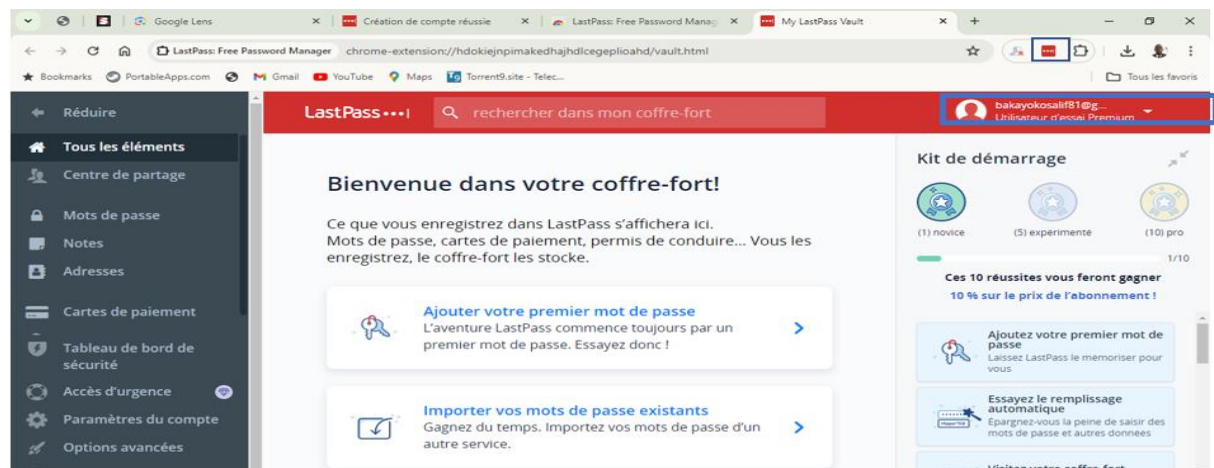 Google Lens
Création de compte réussie
LastPass: Free Password Manag
My LastPass Vault
LastPass: Free Password Manager
chrome-extension://hdokiejnpimakedhajhdlcegeplioahd/vault.html
Bookmarks
PortableApps.com
Gmail
YouTube
Maps
Torrent9.site - Telec...
Tous les favoris
Réduire
Tous les éléments
Centre de partage
Mots de passe
Notes
Adresses
Cartes de paiement
Tableau de bord de
sécurité
Accès d'urgence
Paramètres du compte
Options avancées
LastPass
rechercher dans mon coffre-fort
bakayokosalif81@g...
Utilisateur d'essai Premium
Bienvenue dans votre coffre-fort!
Ce que vous enregistrez dans LastPass s'affichera ici.
Mots de passe, cartes de paiement, permis de conduire... Vous les
enregistrez, le coffre-fort les stocke.
Ajouter votre premier mot de passe
L'aventure LastPass commence toujours par un
premier mot de passe. Essayez donc !
Importer vos mots de passe existants
Gagnez du temps. Importez vos mots de passe d'un
autre service.
Kit de démarrage
(1) novice
(5) experimente
(10) pro
1/10
Ces 10 réussites vous feront gagner
10 % sur le prix de l'abonnement !
Ajoutez votre premier mot de
passe
Laissez LastPass le memoriser pour
vous
Essayez le remplissage
automatique
Épargnez-vous la peine de saisir des
mots de passe et autres données
Visitez votre coffre-fort